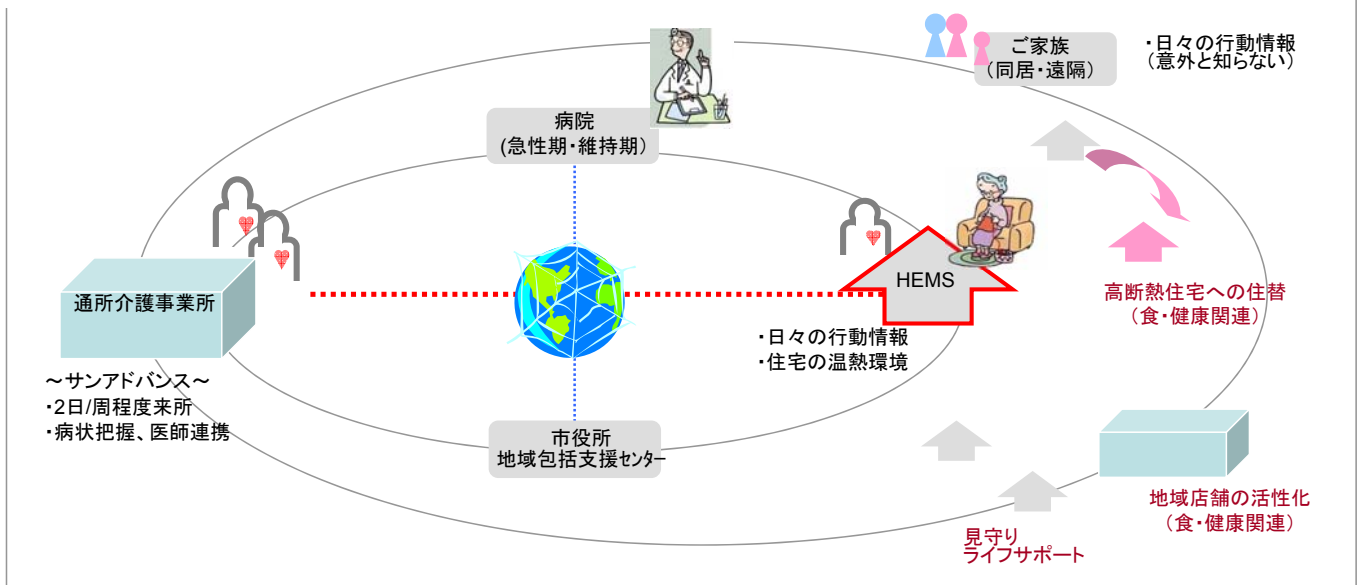 ご家族
（同居・遠隔）
・日々の行動情報
（意外と知らない）
病院
(急性期・維持期）
通所介護事業所
HEMS
高断熱住宅への住替
（食・健康関連）
・日々の行動情報
・住宅の温熱環境
～サンアドバンス～
・2日/周程度来所
・病状把握、医師連携
市役所
地域包括支援センター
地域店舗の活性化
（食・健康関連）
見守り
ライフサポート